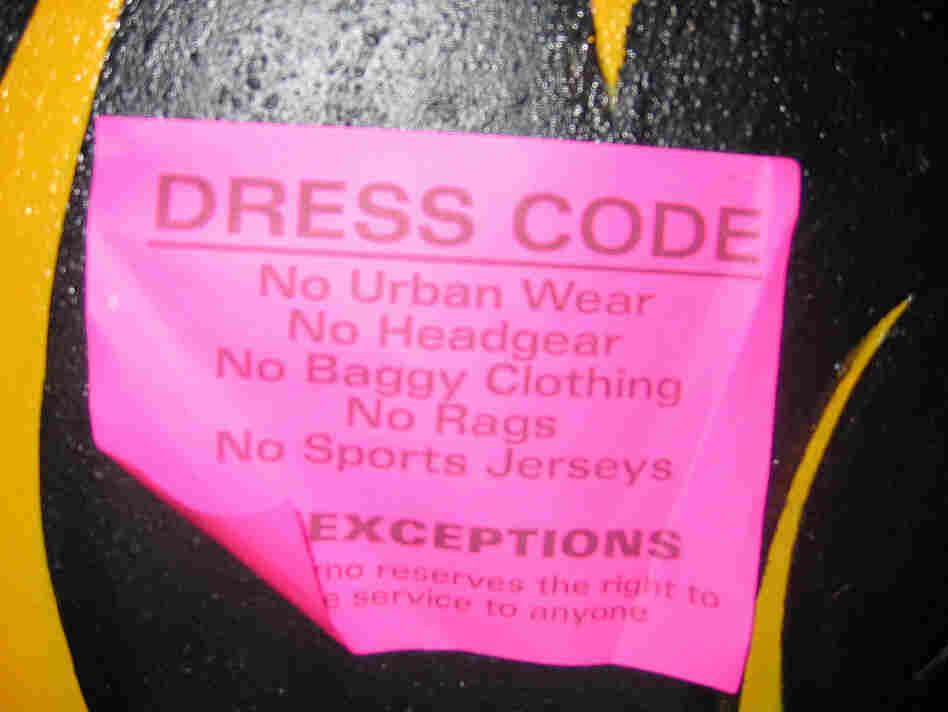 DRESS CODE
No Urban Wear
No Headgear
No Baggy Clothing
No Rags
No Sports Jerseys
EXCEPTIONS
reserves the right to
service to anyone